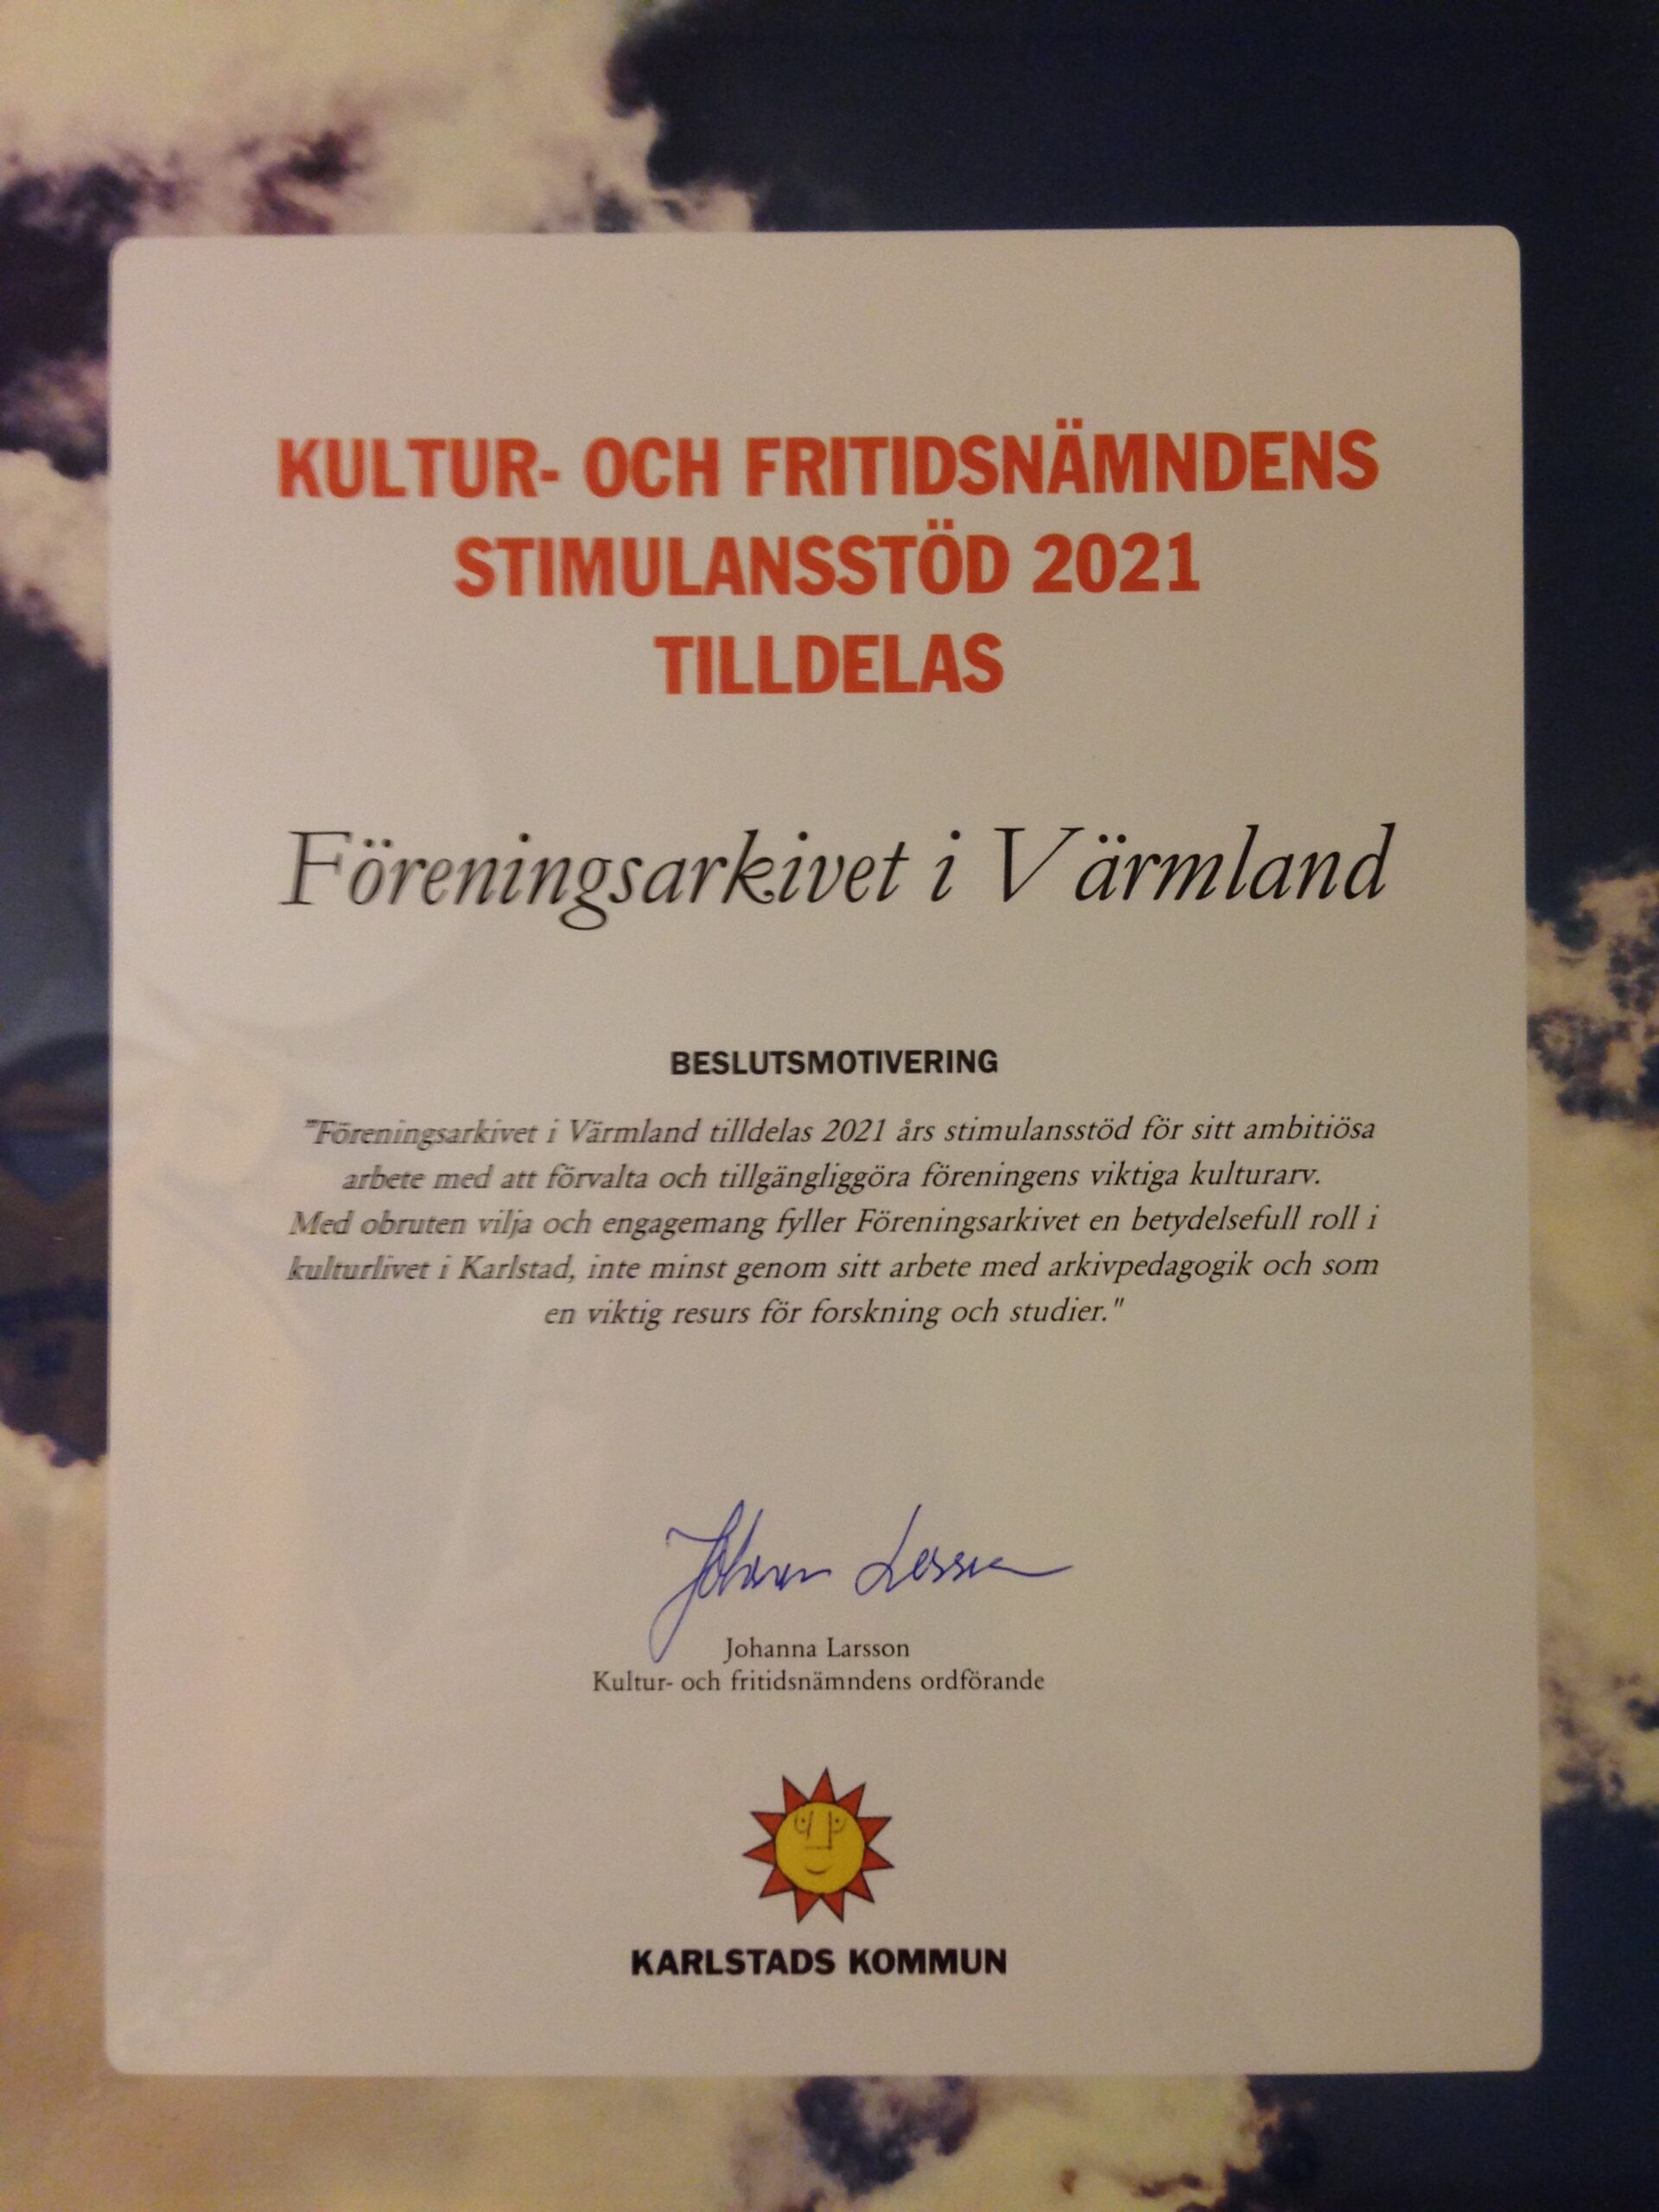 KULTUR- OCH FRITIDSNÄMNDENS
STIMULANSSTÖD 2021
TILLDELAS
Föreningsarkivet i Värmland
BESLUTSMOTIVERING
"Föreningsarkivet i Värmland tilldelas 2021 års stimulansstöd för sitt ambitiösa
arbete med att förvalta och tillgängliggöra föreningens viktiga kulturarv.
Med obruten vilja och engagemang fyller Föreningsarkivet en betydelsefull roll i
kulturlivet i Karlstad, inte minst genom sitt arbete med arkivpedagogik och som
en viktig resurs för forskning och studier."
Johanna Larsson
Johanna Larsson
Kultur- och fritidsnämndens ordförande
KARLSTADS KOMMUN